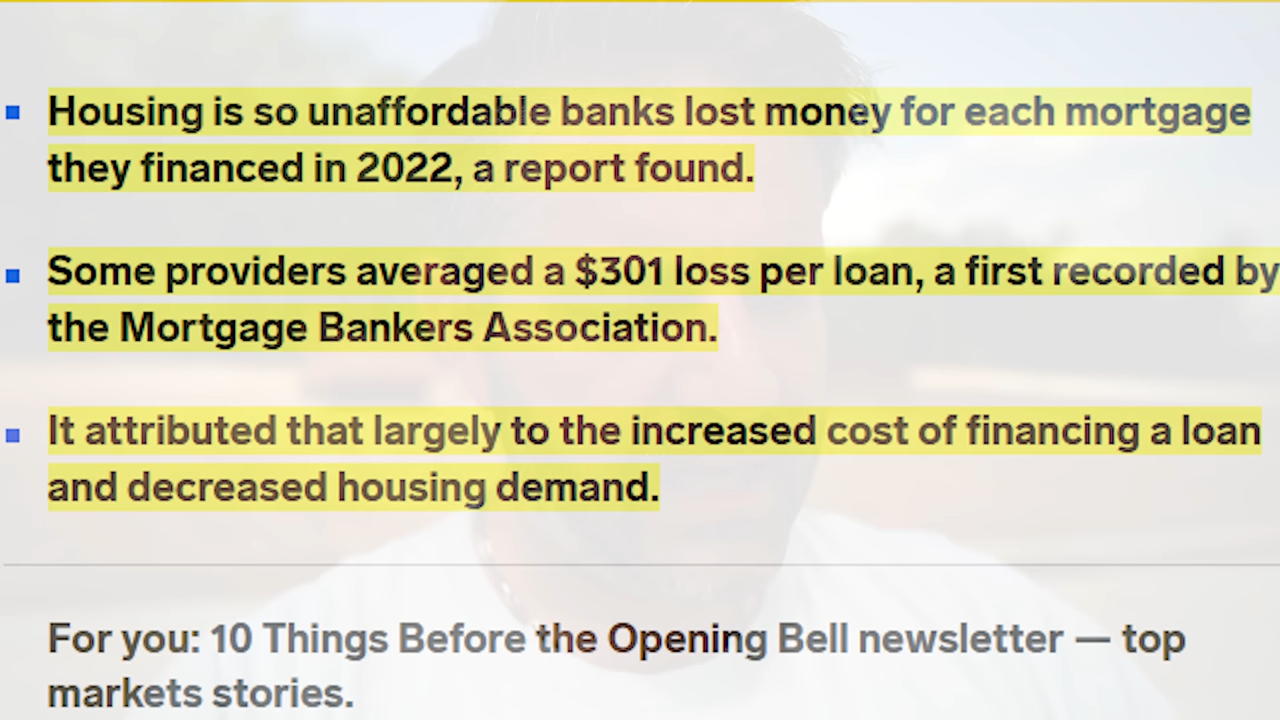 Housing is so unaffordable banks lost money for each mortgage
they financed in 2022, a report found.
Some providers averaged a $301 loss per loan, a first recorded by
the Mortgage Bankers Association.
It attributed that largely to the increased cost of financing a loan
and decreased housing demand.
For you: 10 Things Before the Opening Bell newsletter — top
markets stories.